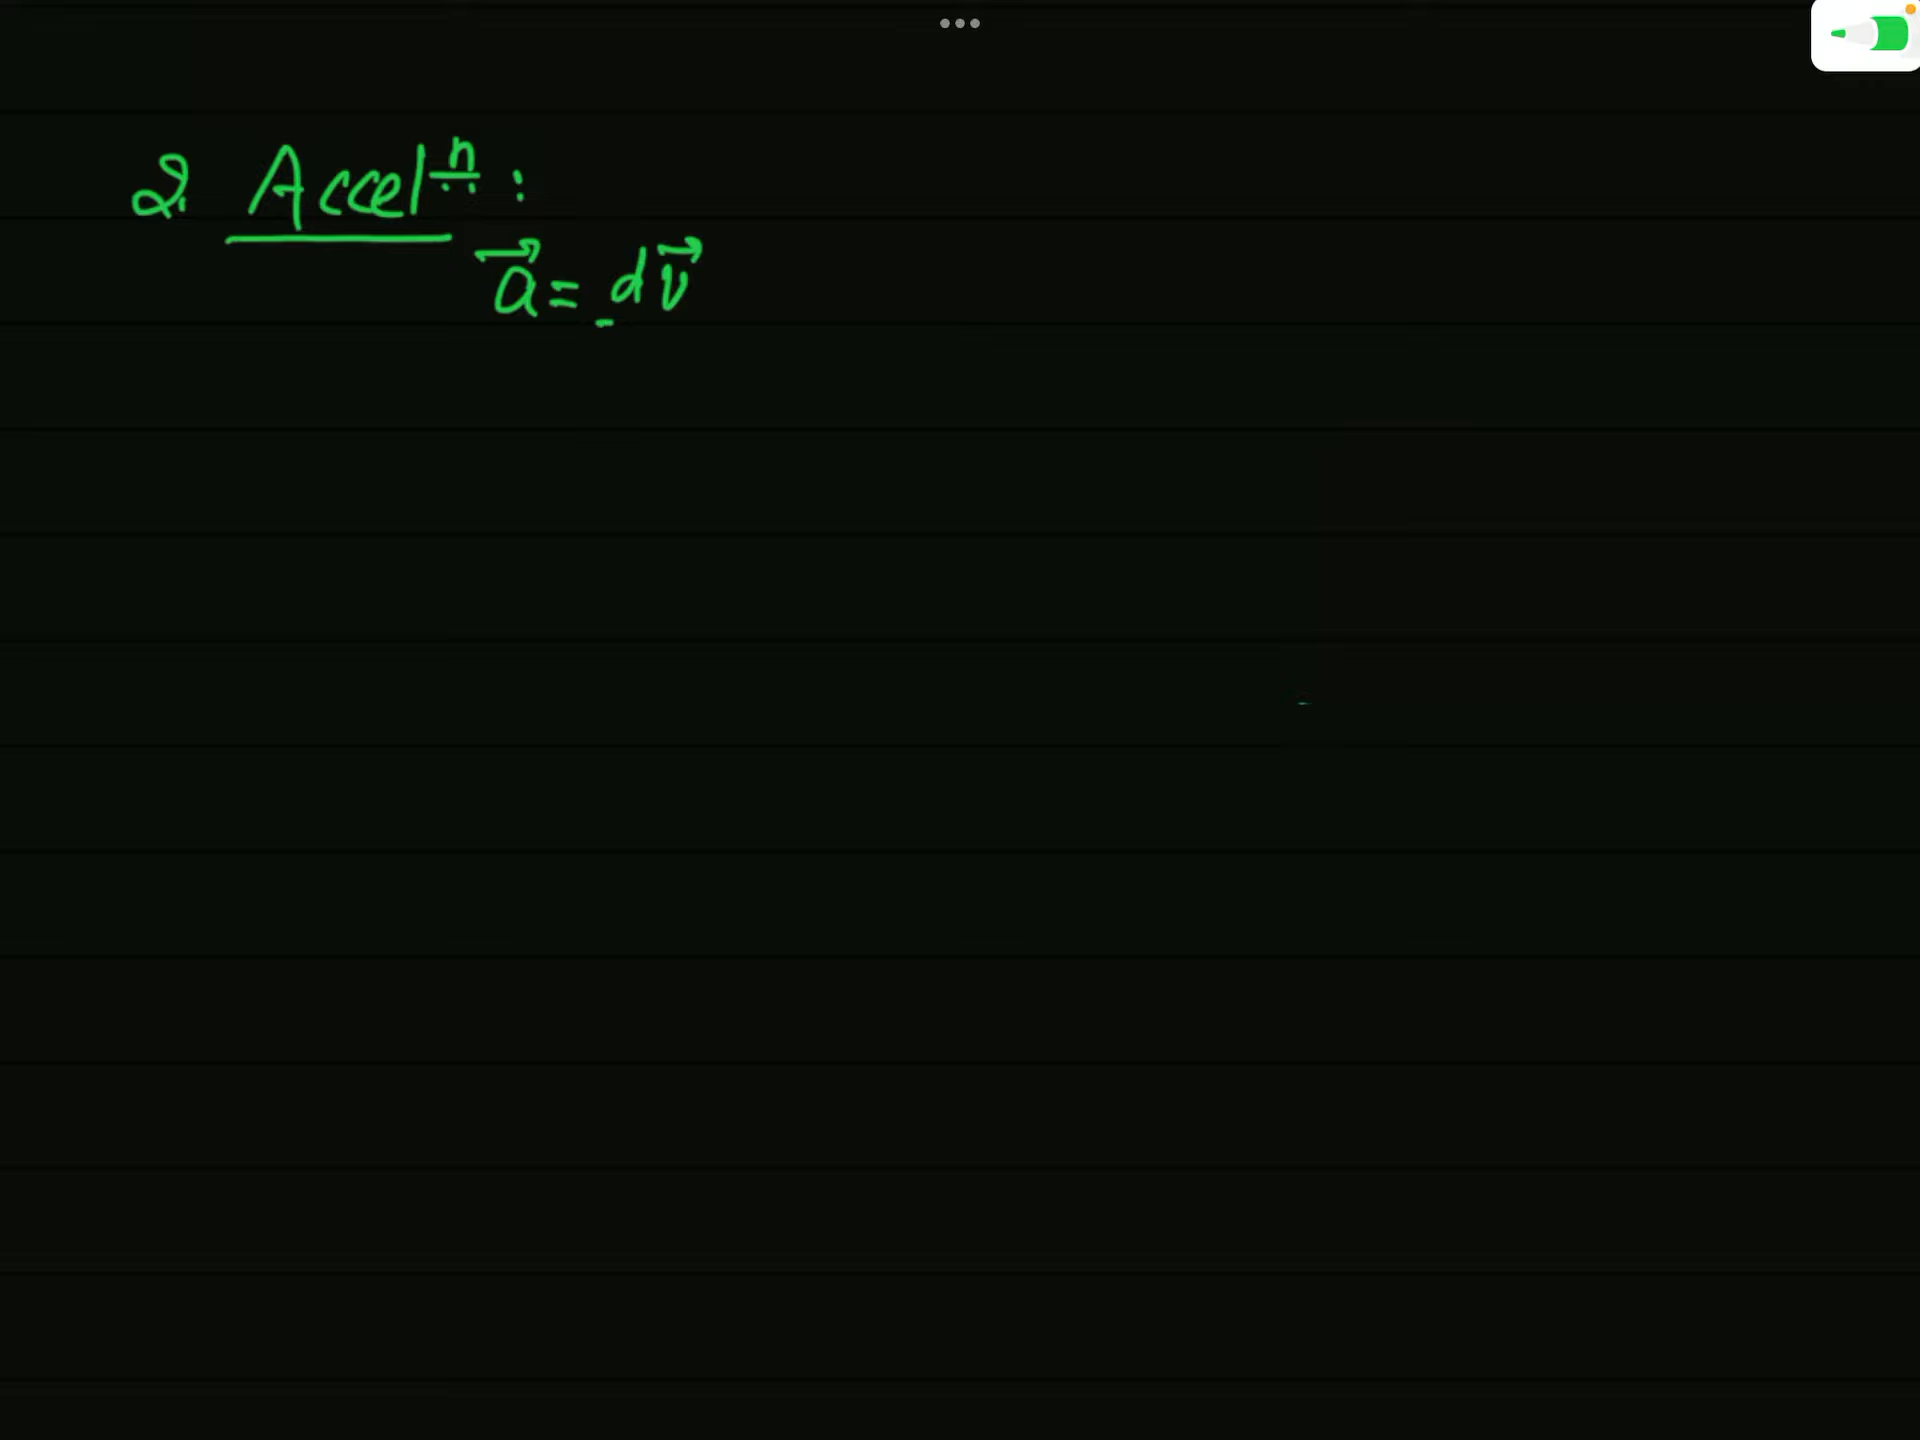 2. Accelⁿ :
a⃗ = dv⃗